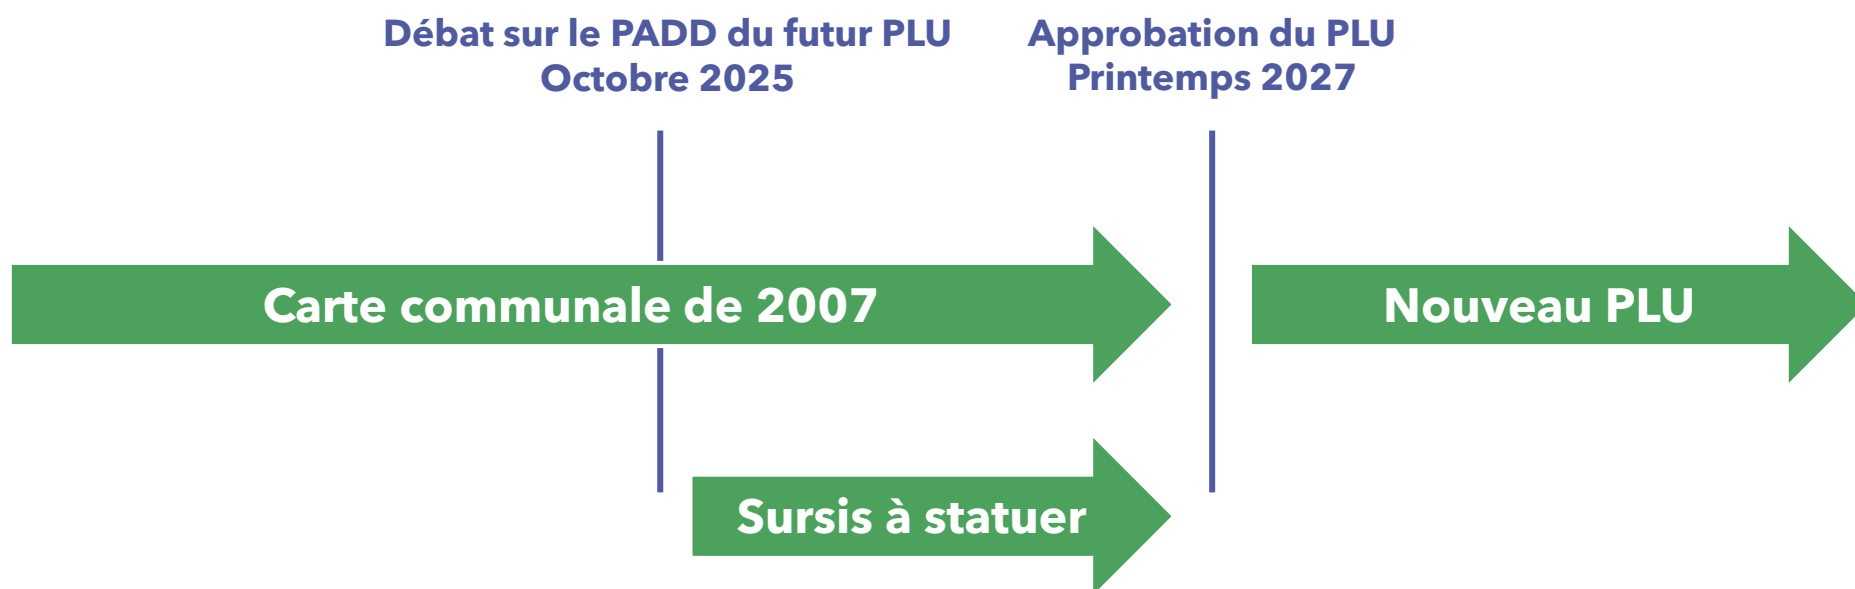 Débat sur le PADD du futur PLU
Octobre 2025
Approbation du PLU
Printemps 2027
Carte communale de 2007
Nouveau PLU
Sursis à statuer